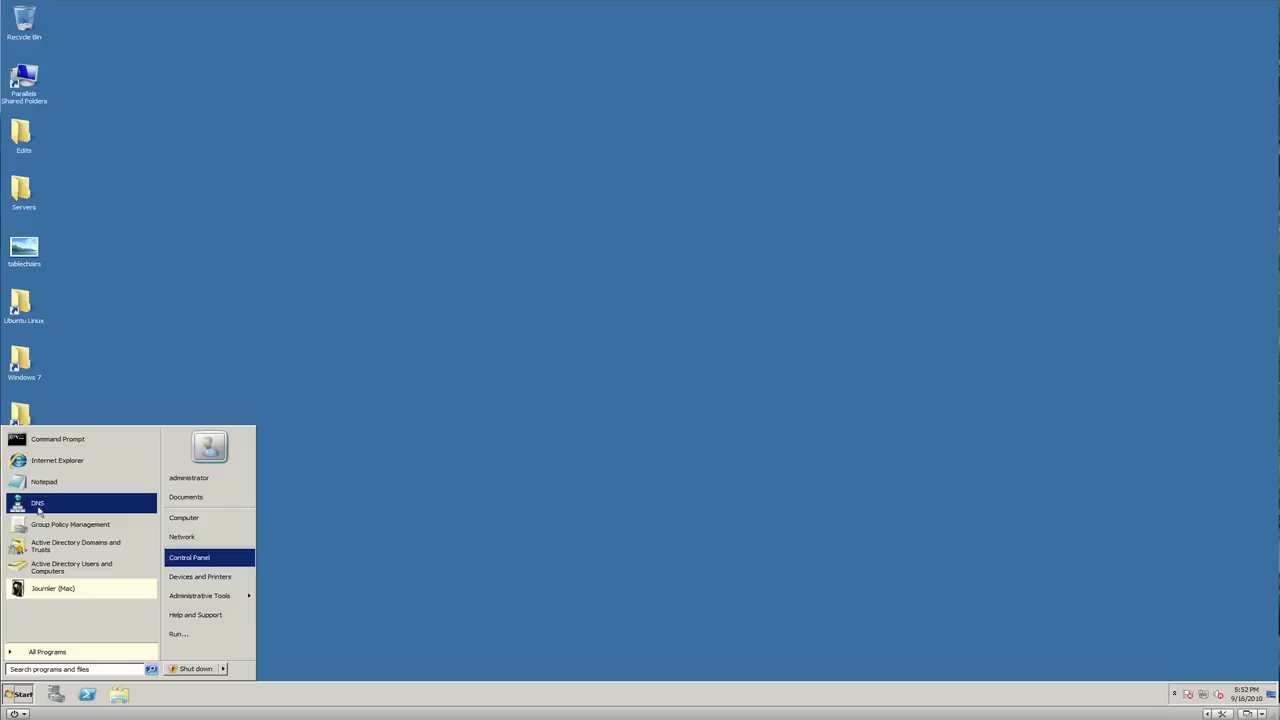 Recycle Bin
Parallels
Shared Folders
Edits
Servers
tablechairs
Ubuntu Linux
Windows 7
Command Prompt
Internet Explorer
Notepad
DNS
Group Policy Management
Active Directory Domains and
Trusts
Active Directory Users and
Computers
Journler (Mac)
All Programs
Search programs and files
administrator
Documents
Computer
Network
Control Panel
Devices and Printers
Administrative Tools
Help and Support
Run...
Shut down
Start
5:52 PM
9/16/2010